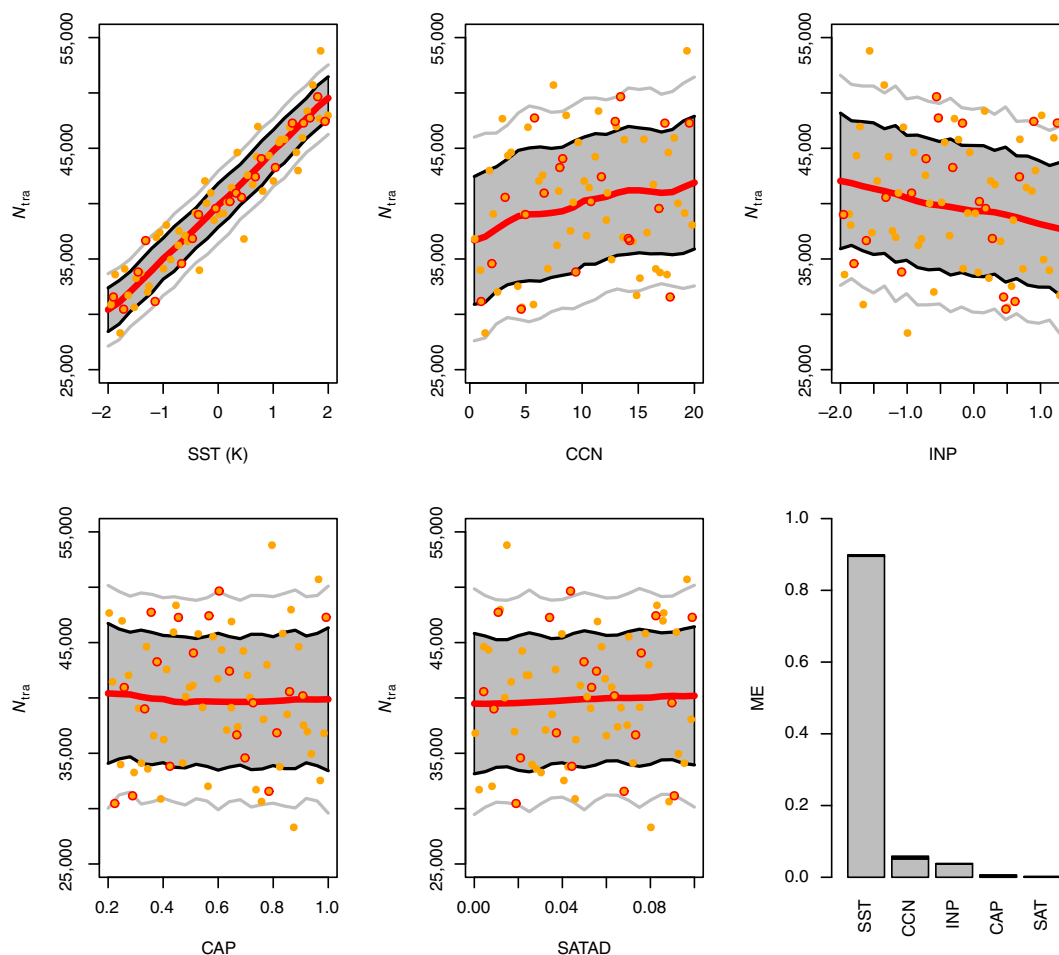 55,000
45,000
35,000
25,000
N_tra
−2 −1 0 1 2
SST (K)
55,000
45,000
35,000
25,000
N_tra
0 5 10 15 20
CCN
55,000
45,000
35,000
25,000
N_tra
−2.0 −1.0 0.0 1.0
INP
55,000
45,000
35,000
25,000
N_tra
0.2 0.4 0.6 0.8 1.0
CAP
55,000
45,000
35,000
25,000
N_tra
0.00 0.04 0.08
SATAD
1.0
0.8
0.6
0.4
0.2
0.0
ME
SST
CCN
INP
CAP
SAT